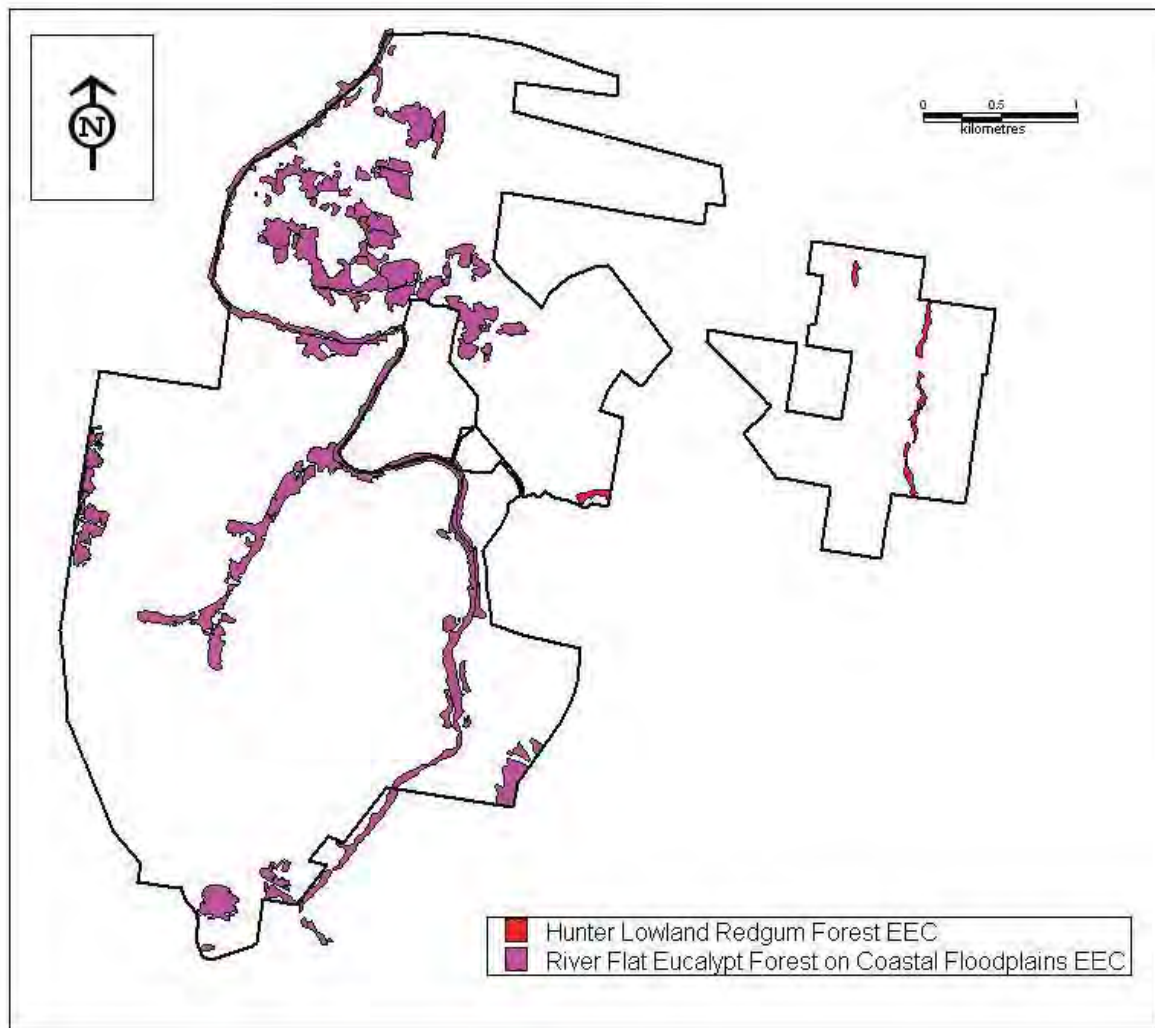 N
0 0.5 1
kilometres
Hunter Lowland Redgum Forest EEC
River Flat Eucalypt Forest on Coastal Floodplains EEC